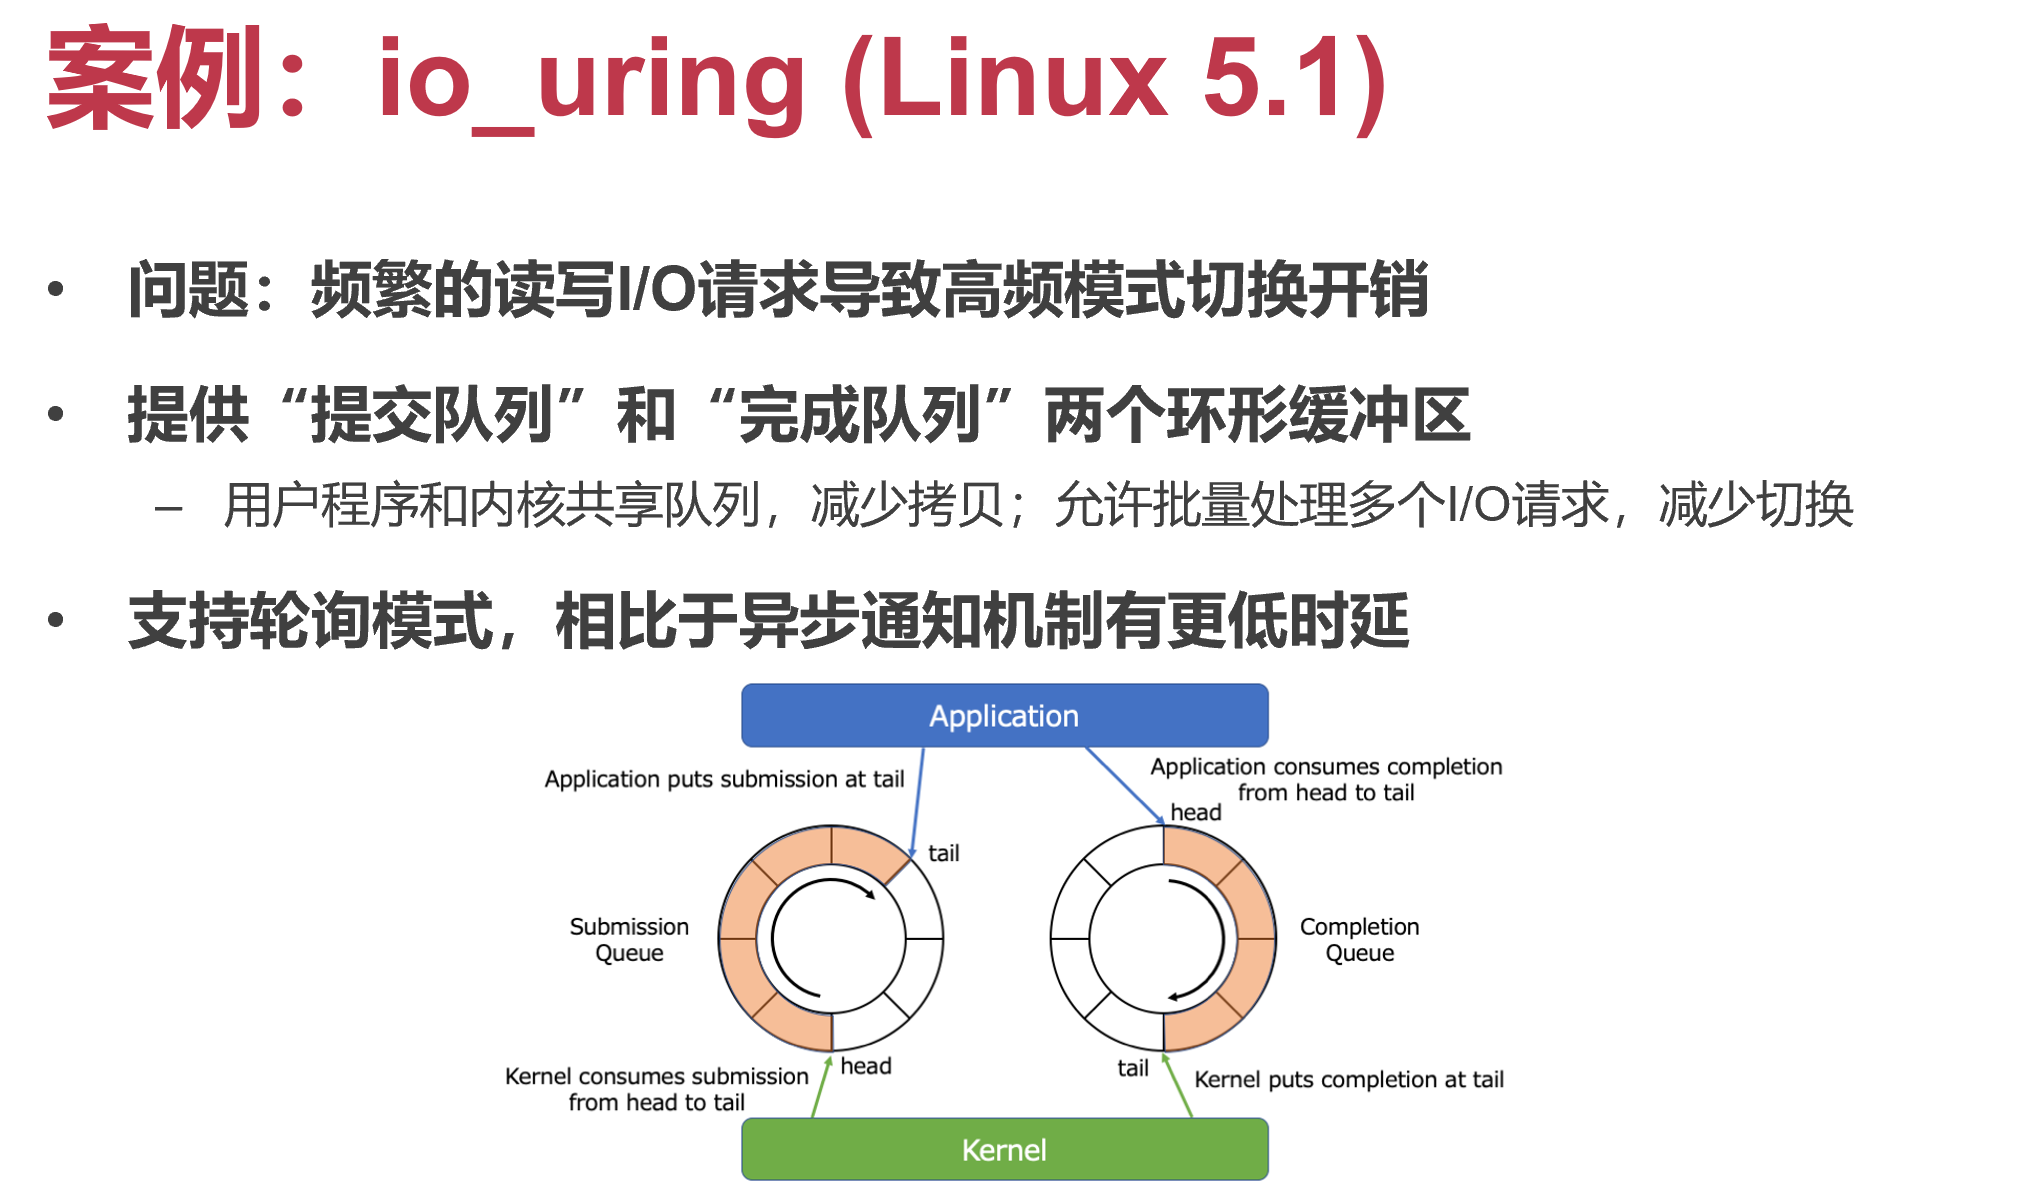 案例：io_uring (Linux 5.1)
• 问题：频繁的读写I/O请求导致高频模式切换开销
• 提供“提交队列”和“完成队列”两个环形缓冲区
– 用户程序和内核共享队列，减少拷贝；允许批量处理多个I/O请求，减少切换
• 支持轮询模式，相比于异步通知机制有更低时延
Application
Application puts submission at tail
Application consumes completion
from head to tail
head
tail
Submission
Queue
Completion
Queue
head
tail
Kernel consumes submission
from head to tail
Kernel puts completion at tail
Kernel